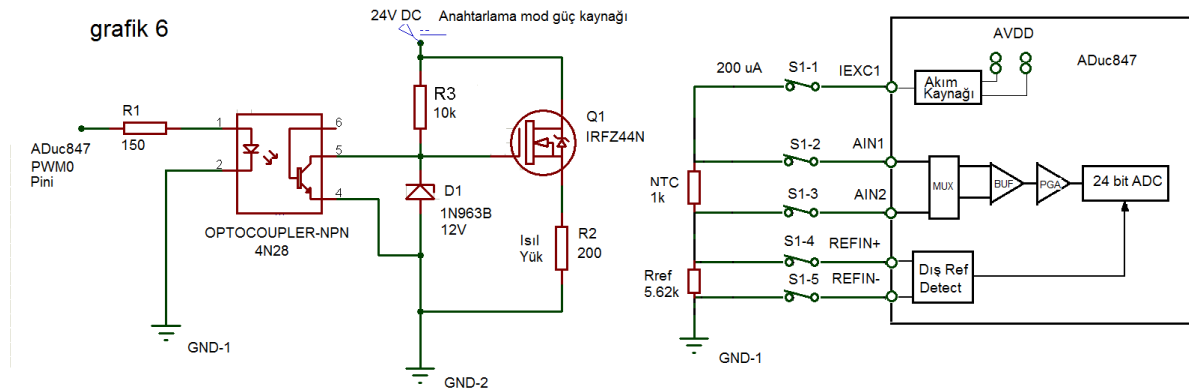 grafik 6
24V DC
Anahtarlama mod güç kaynağı
R1
150
ADuc847
PWM0
Pini
1
2
6
5
4
OPTOCOUPLER-NPN
4N28
R3
10k
Q1
IRFZ44N
D1
1N963B
12V
Isıl
Yük
R2
200
GND-1
GND-2
200 uA
S1-1
IEXC1
Akım
Kaynağı
AVDD
ADuc847
S1-2
AIN1
NTC
1k
S1-3
AIN2
MUX
BUF
PGA
24 bit ADC
S1-4
REFIN+
Rref
5.62k
S1-5
REFIN-
Dış Ref
Detect
GND-1